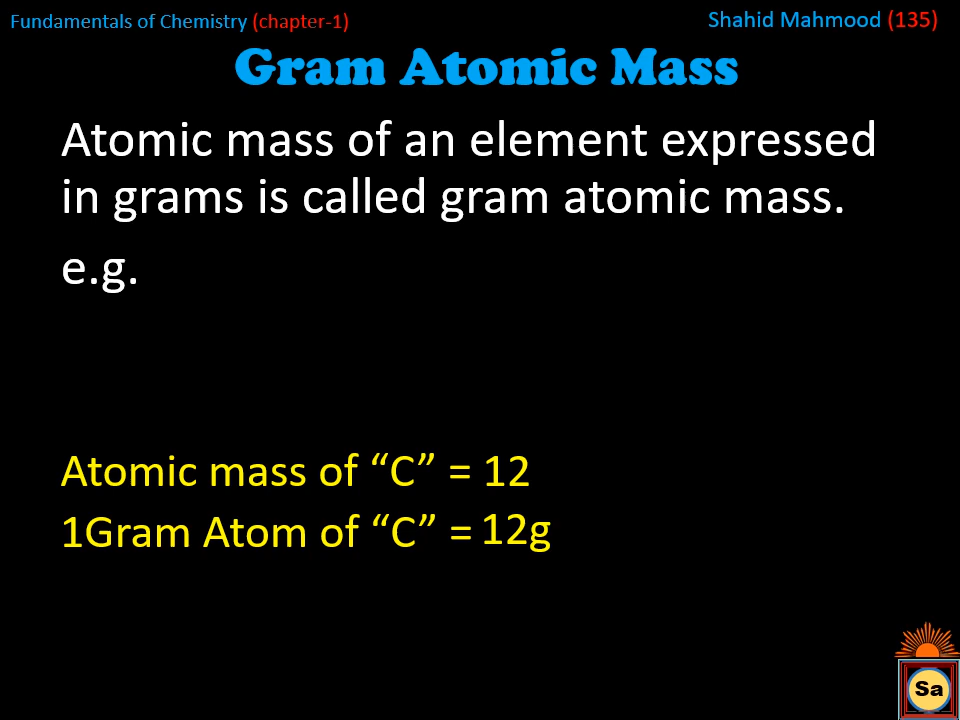 Fundamentals of Chemistry (chapter-1)
Shahid Mahmood (135)
Gram Atomic Mass
Atomic mass of an element expressed
in grams is called gram atomic mass.
e.g.
Atomic mass of “C” = 12
1Gram Atom of “C” = 12g
Sa